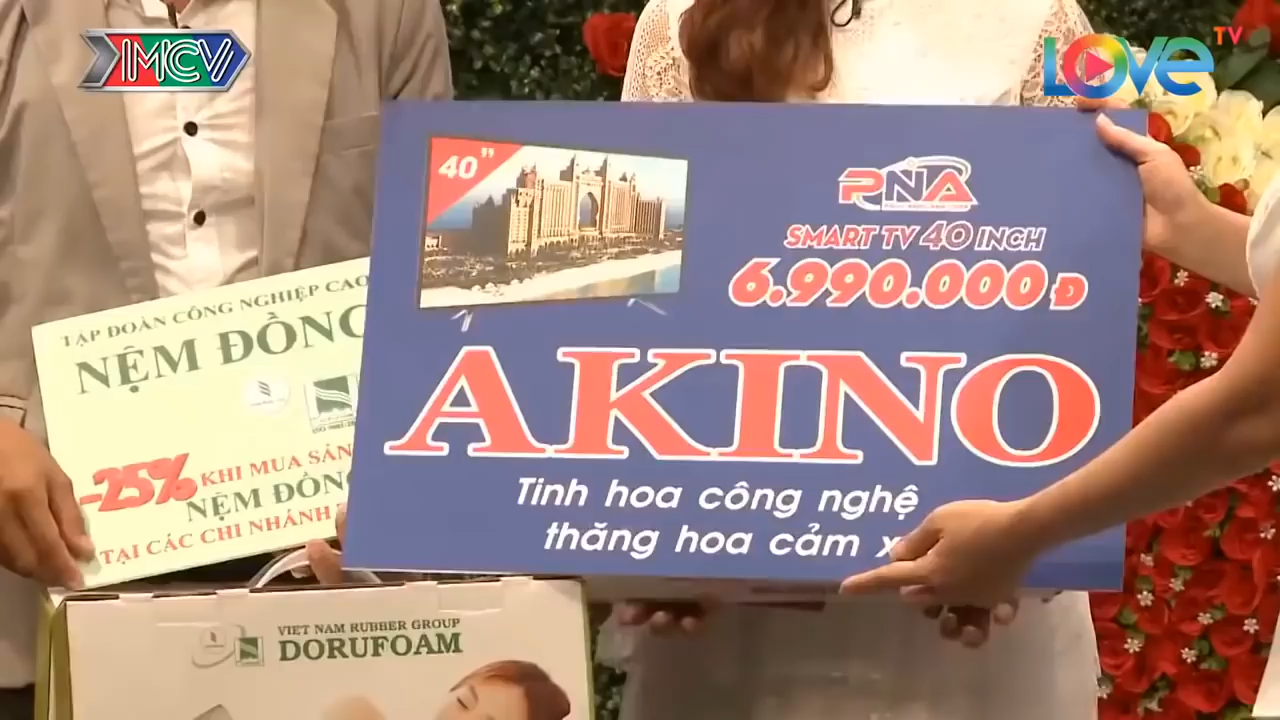 MCV
LOVE TV
40"
PNA
SMART TV 40 INCH
6.990.000 Đ
AKINO
Tinh hoa công nghệ
thăng hoa cảm
TẬP ĐOÀN CÔNG NGHIỆP CAO
NỆM ĐỒNG
-25% KHI MUA SẢN
NỆM ĐỒNG
TẠI CÁC CHI NHÁNH
VIET NAM RUBBER GROUP
DORUFOAM